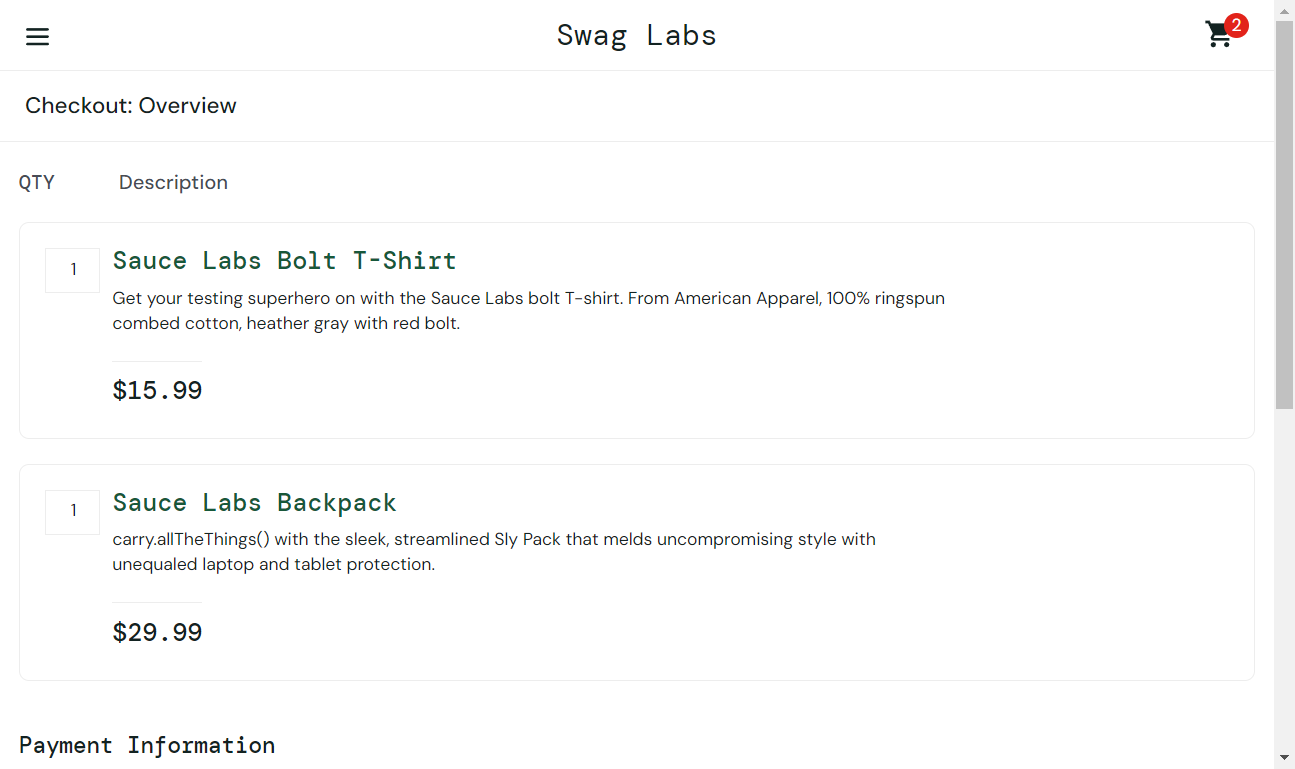 Swag Labs
2
Checkout: Overview
QTY Description
1
Sauce Labs Bolt T-Shirt
Get your testing superhero on with the Sauce Labs bolt T-shirt. From American Apparel, 100% ringspun
combed cotton, heather gray with red bolt.
$15.99
1
Sauce Labs Backpack
carry.allTheThings() with the sleek, streamlined Sly Pack that melds uncompromising style with
unequaled laptop and tablet protection.
$29.99
Payment Information